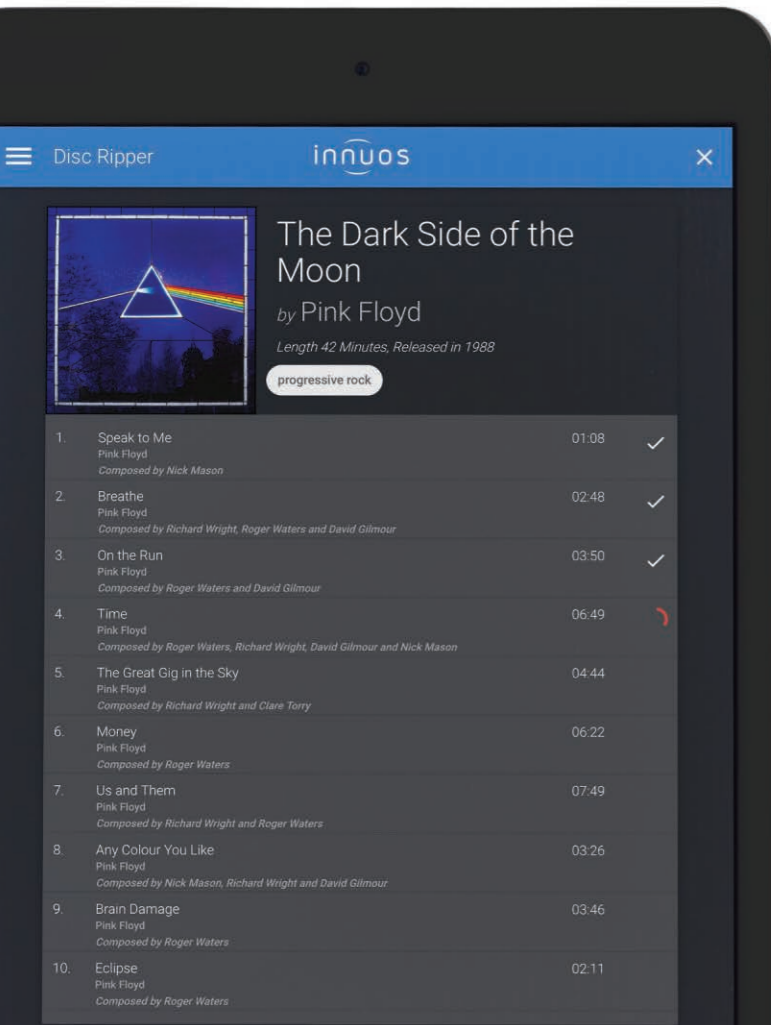 Disc Ripper
innuos
The Dark Side of the
Moon
by Pink Floyd
Length 42 Minutes, Released in 1988
progressive rock
1. Speak to Me 01:08
Pink Floyd
Composed by Nick Mason
2. Breathe 02:48
Pink Floyd
Composed by Richard Wright, Roger Waters and David Gilmour
3. On the Run 03:50
Pink Floyd
Composed by Roger Waters and David Gilmour
4. Time 06:49
Pink Floyd
Composed by Roger Waters, Richard Wright, David Gilmour and Nick Mason
5. The Great Gig in the Sky 04:44
Pink Floyd
Composed by Richard Wright and Clare Torry
6. Money 06:22
Pink Floyd
Composed by Roger Waters
7. Us and Them 07:49
Pink Floyd
Composed by Richard Wright and Roger Waters
8. Any Colour You Like 03:26
Pink Floyd
Composed by Nick Mason, Richard Wright and David Gilmour
9. Brain Damage 03:46
Pink Floyd
Composed by Roger Waters
10. Eclipse 02:11
Pink Floyd
Composed by Roger Waters